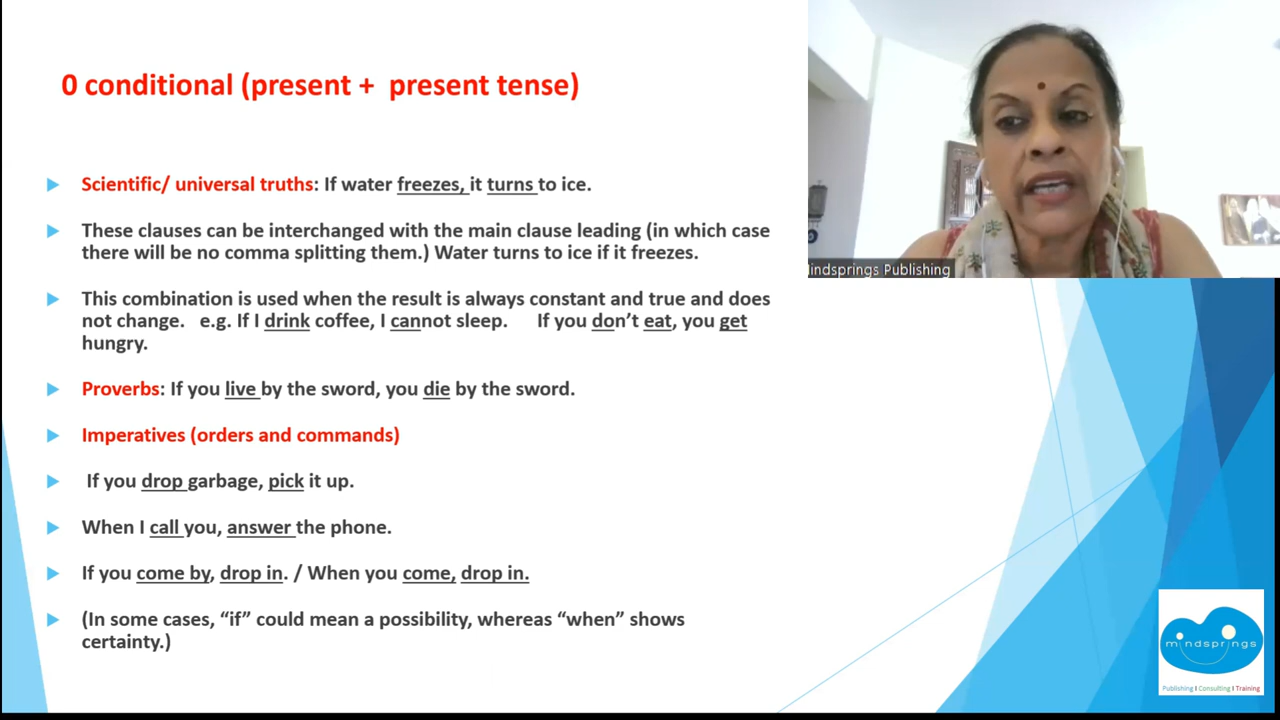 0 conditional (present + present tense)
Scientific/ universal truths: If water freezes, it turns to ice.
These clauses can be interchanged with the main clause leading (in which case
there will be no comma splitting them.) Water turns to ice if it freezes.
This combination is used when the result is always constant and true and does
not change. e.g. If I drink coffee, I cannot sleep. If you don’t eat, you get
hungry.
Proverbs: If you live by the sword, you die by the sword.
Imperatives (orders and commands)
If you drop garbage, pick it up.
When I call you, answer the phone.
If you come by, drop in. / When you come, drop in.
(In some cases, “if” could mean a possibility, whereas “when” shows
certainty.)
indsprings Publishing
mindsprings
Publishing I Consulting I Training